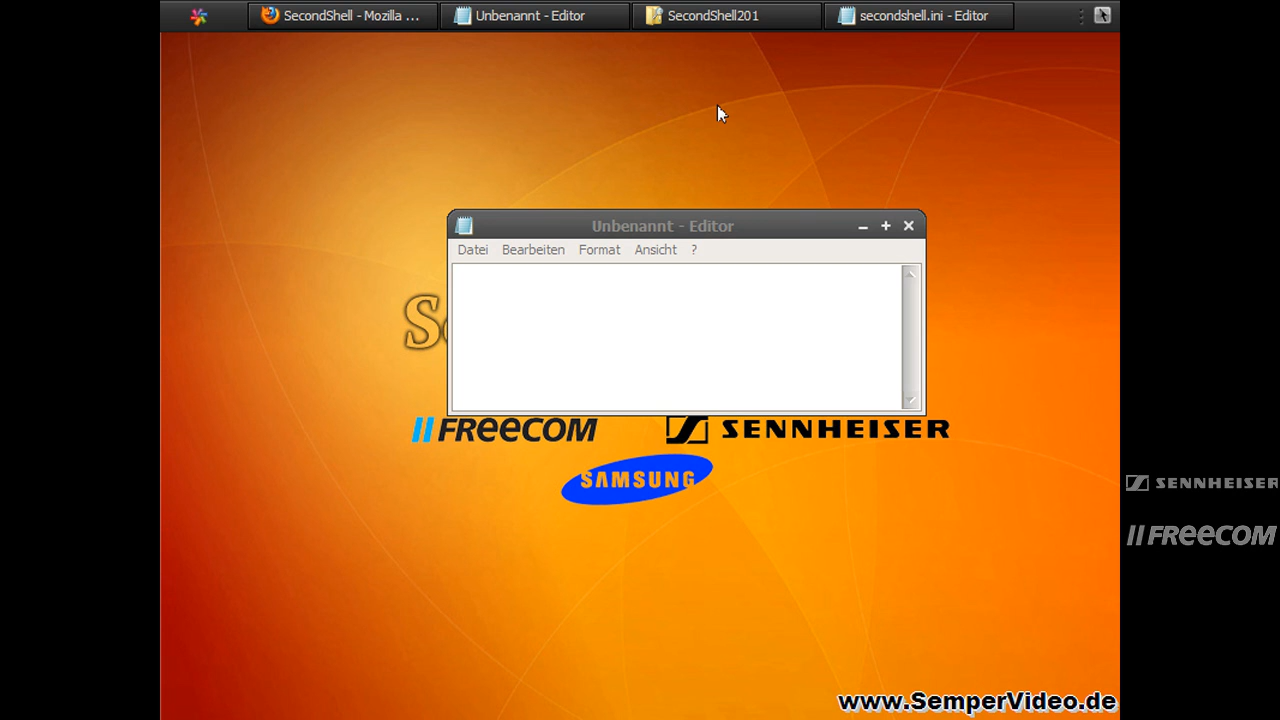 SecondShell - Mozilla ...
Unbenannt - Editor
SecondShell201
secondshell.ini - Editor
Unbenannt - Editor
Datei Bearbeiten Format Ansicht ?
FREECOM
SENNHEISER
SAMSUNG
SENNHEISER
FREECOM
www.SemperVideo.de